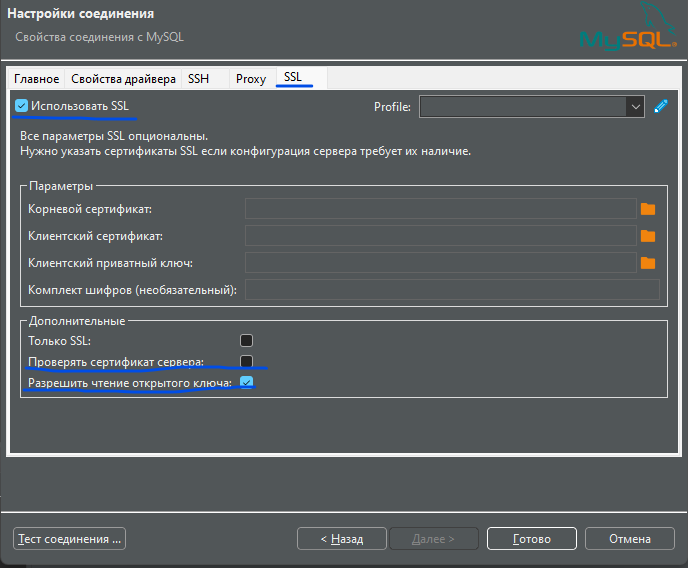 Настройки соединения
Свойства соединения с MySQL
MySQL®
Главное Свойства драйвера SSH Proxy SSL
Использовать SSL Profile:
Все параметры SSL опциональны.
Нужно указать сертификаты SSL если конфигурация сервера требует их наличие.
Параметры
Корневой сертификат:
Клиентский сертификат:
Клиентский приватный ключ:
Комплект шифров (необязательный):
Дополнительные
Только SSL:
Проверять сертификат сервера:
Разрешить чтение открытого ключа:
Тест соединения ... < Назад Далее > Готово Отмена